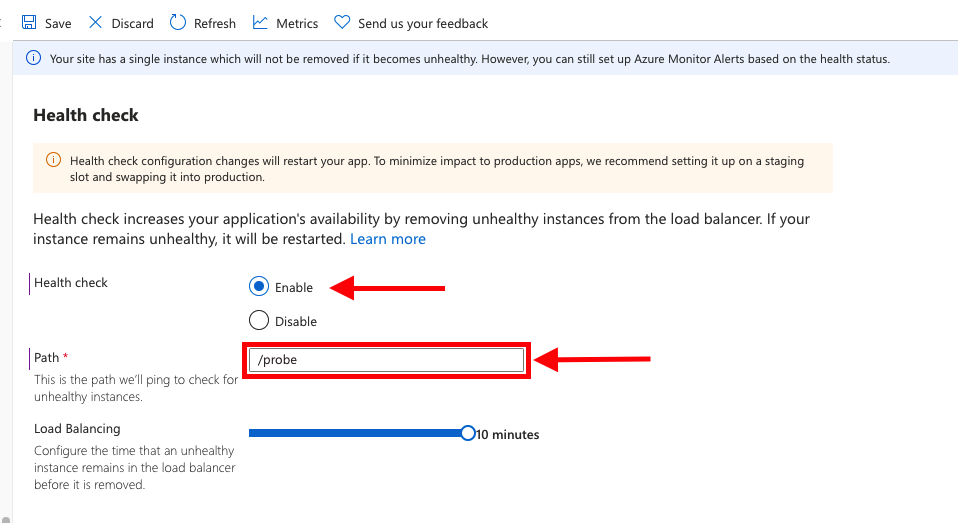 Save Discard Refresh Metrics Send us your feedback
Your site has a single instance which will not be removed if it becomes unhealthy. However, you can still set up Azure Monitor Alerts based on the health status.
Health check
Health check configuration changes will restart your app. To minimize impact to production apps, we recommend setting it up on a staging
slot and swapping it into production.
Health check increases your application's availability by removing unhealthy instances from the load balancer. If your
instance remains unhealthy, it will be restarted. Learn more
Health check
Enable
Disable
Path *
/probe
This is the path we'll ping to check for
unhealthy instances.
Load Balancing
10 minutes
Configure the time that an unhealthy
instance remains in the load balancer
before it is removed.